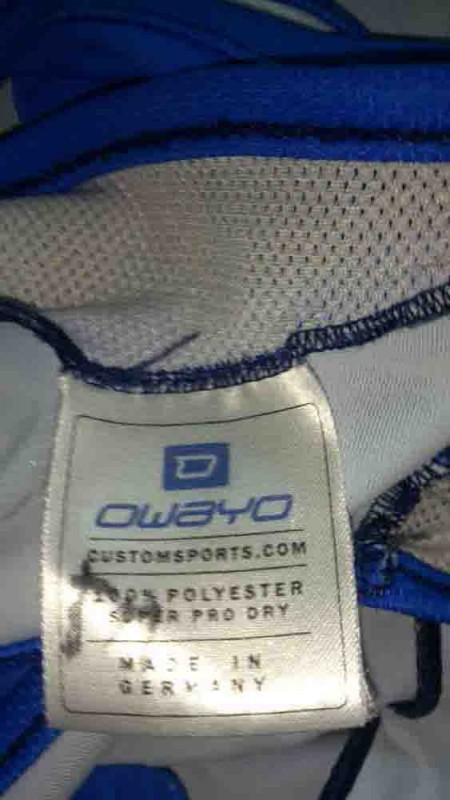 owayo
CUSTOMSPORTS.COM
100% POLYESTER
SUPER PRO DRY
MADE IN
GERMANY